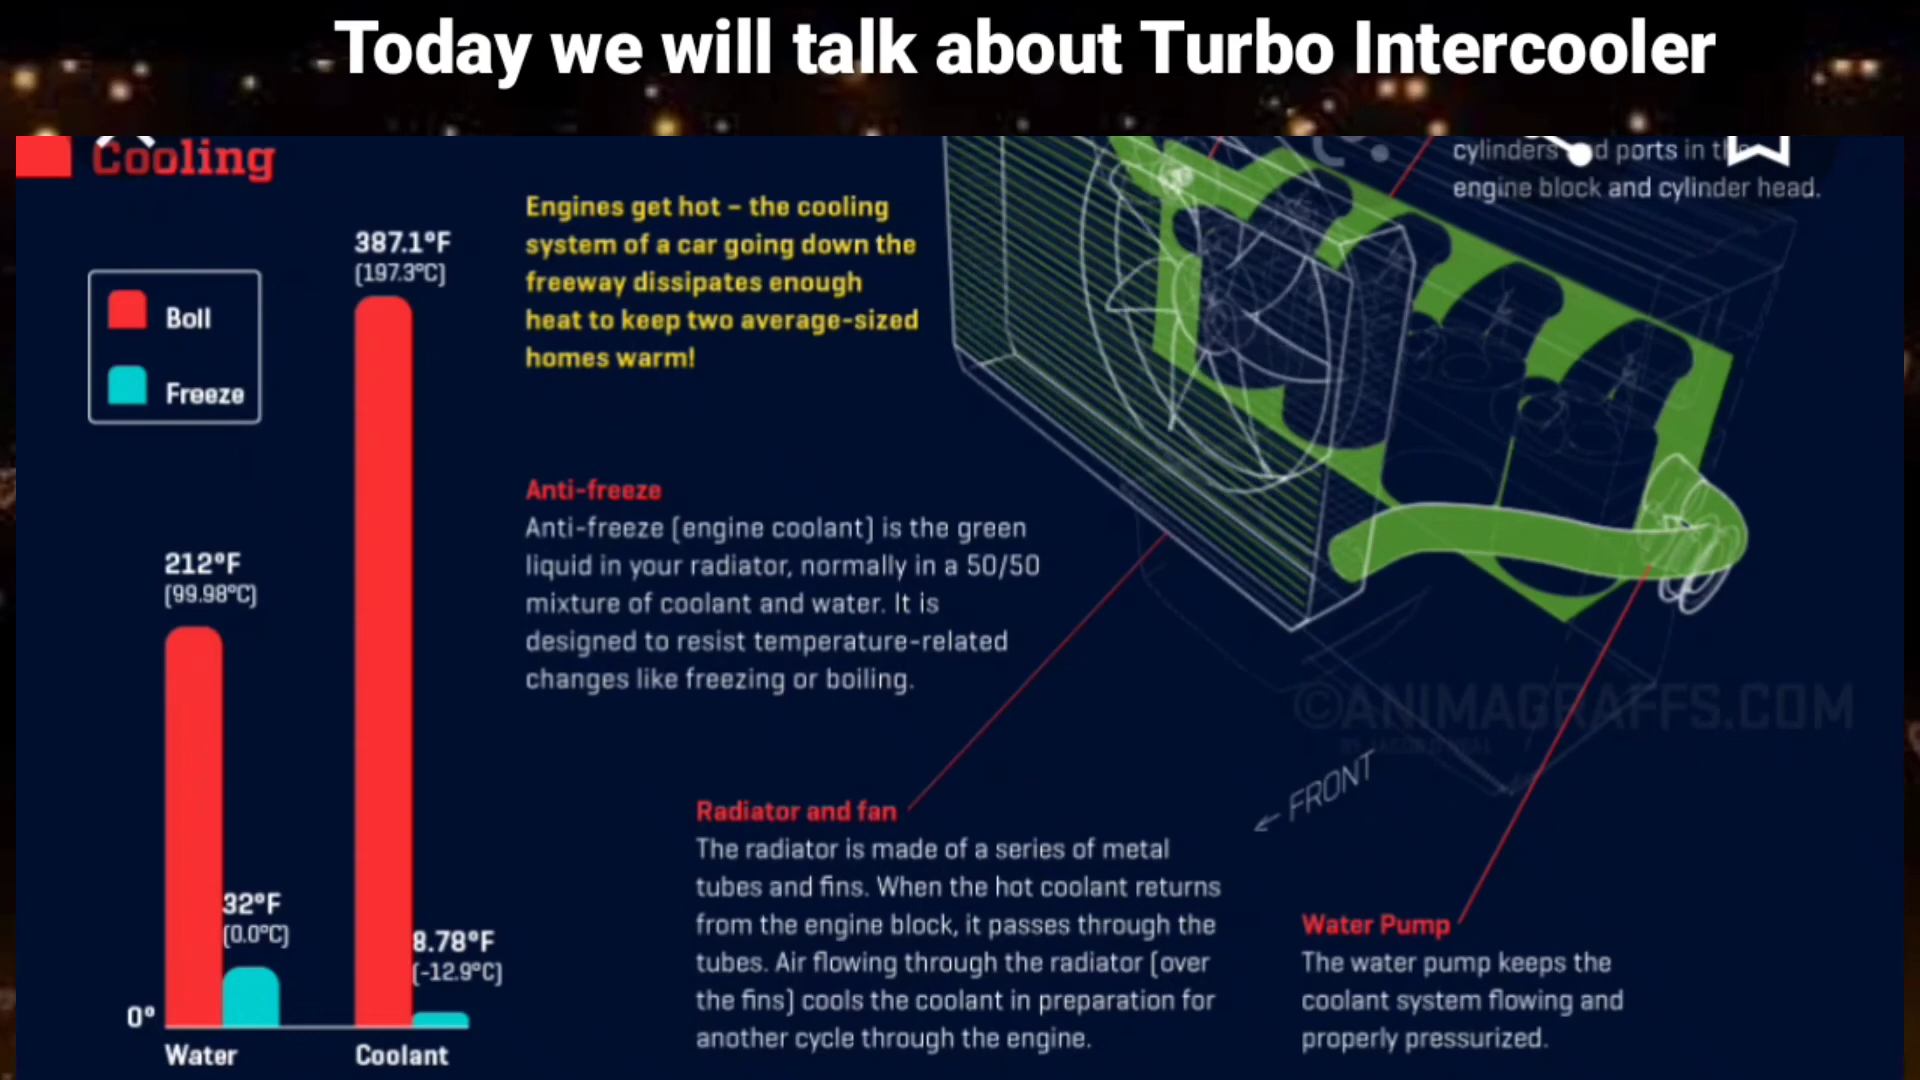 Today we will talk about Turbo Intercooler
Cooling
Boll
Freeze
387.1°F
(197.3°C)
212°F
(99.98°C)
32°F
(0.0°C)
8.78°F
(-12.9°C)
0°
Water
Coolant
Engines get hot – the cooling
system of a car going down the
freeway dissipates enough
heat to keep two average-sized
homes warm!
Anti-freeze
Anti-freeze (engine coolant) is the green
liquid in your radiator, normally in a 50/50
mixture of coolant and water. It is
designed to resist temperature-related
changes like freezing or boiling.
cylinders ports in
engine block and cylinder head.
©ANIMAGRAFFS.COM
← FRONT
Radiator and fan
The radiator is made of a series of metal
tubes and fins. When the hot coolant returns
from the engine block, it passes through the
tubes. Air flowing through the radiator (over
the fins) cools the coolant in preparation for
another cycle through the engine.
Water Pump
The water pump keeps the
coolant system flowing and
properly pressurized.